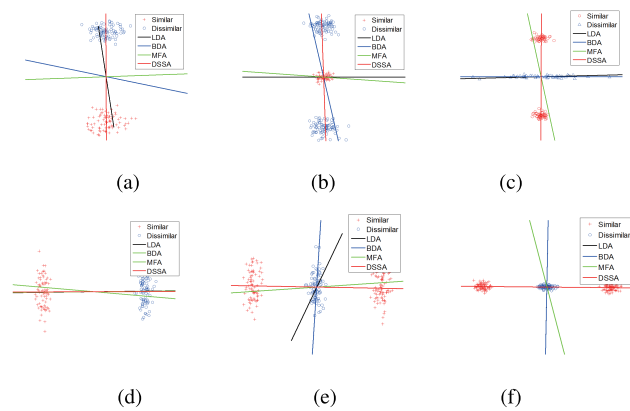 Similar
Dissimilar
LDA
BDA
MFA
DSSA
Similar
Dissimilar
LDA
BDA
MFA
DSSA
Similar
Dissimilar
LDA
BDA
MFA
DSSA
(a)
(b)
(c)
Similar
Dissimilar
LDA
BDA
MFA
DSSA
Similar
Dissimilar
LDA
BDA
MFA
DSSA
Similar
Dissimilar
LDA
BDA
MFA
DSSA
(d)
(e)
(f)